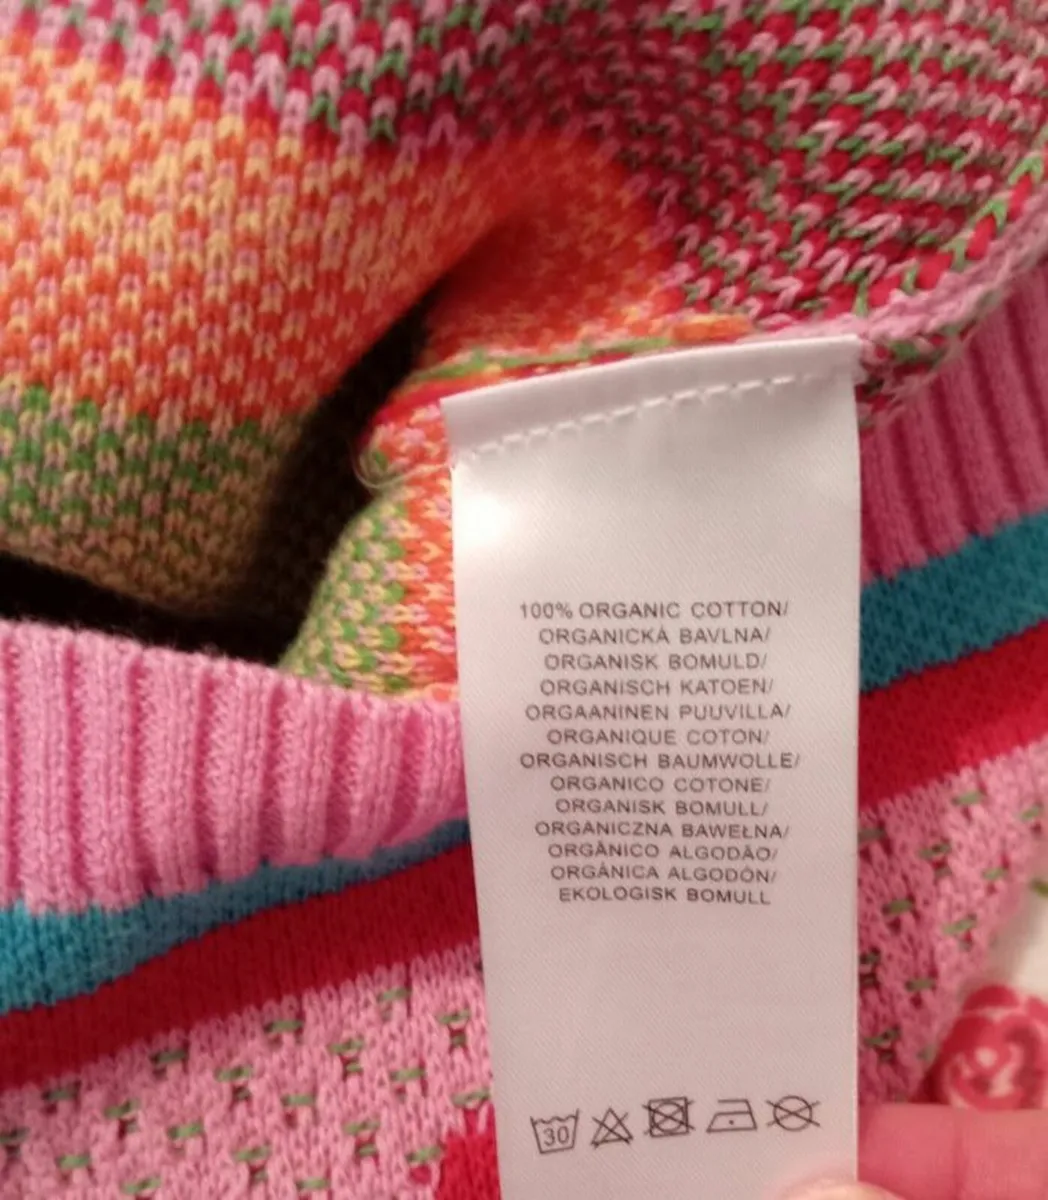 100% ORGANIC COTTON/
ORGANICKÁ BAVLNA/
ORGANISK BOMULD/
ORGANISCH KATOEN/
ORGAANINEN PUUVILLA/
ORGANIQUE COTON/
ORGANISCH BAUMWOLLE/
ORGANICO COTONE/
ORGANISK BOMULL/
ORGANICZNA BAWEŁNA/
ORGÂNICO ALGODÃO/
ORGÁNICA ALGODÓN/
EKOLOGISK BOMULL
30